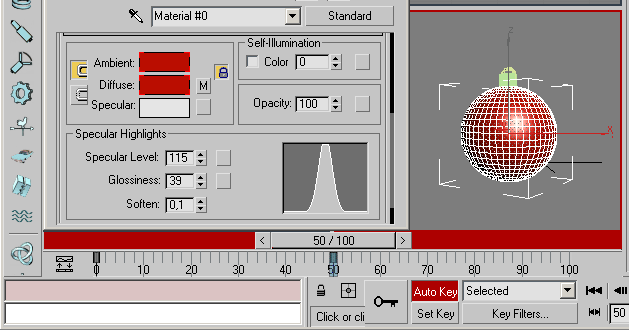 Material #0 Standard
Self-Illumination
Ambient: Color 0
Diffuse: M
Specular: Opacity: 100
Specular Highlights
Specular Level: 115
Glossiness: 39
Soften: 0,1
z
x
< 50 / 100 >
0 10 20 30 40 50 60 70 80 90 100
Auto Key Selected
Click or cli Set Key Key Filters... 50